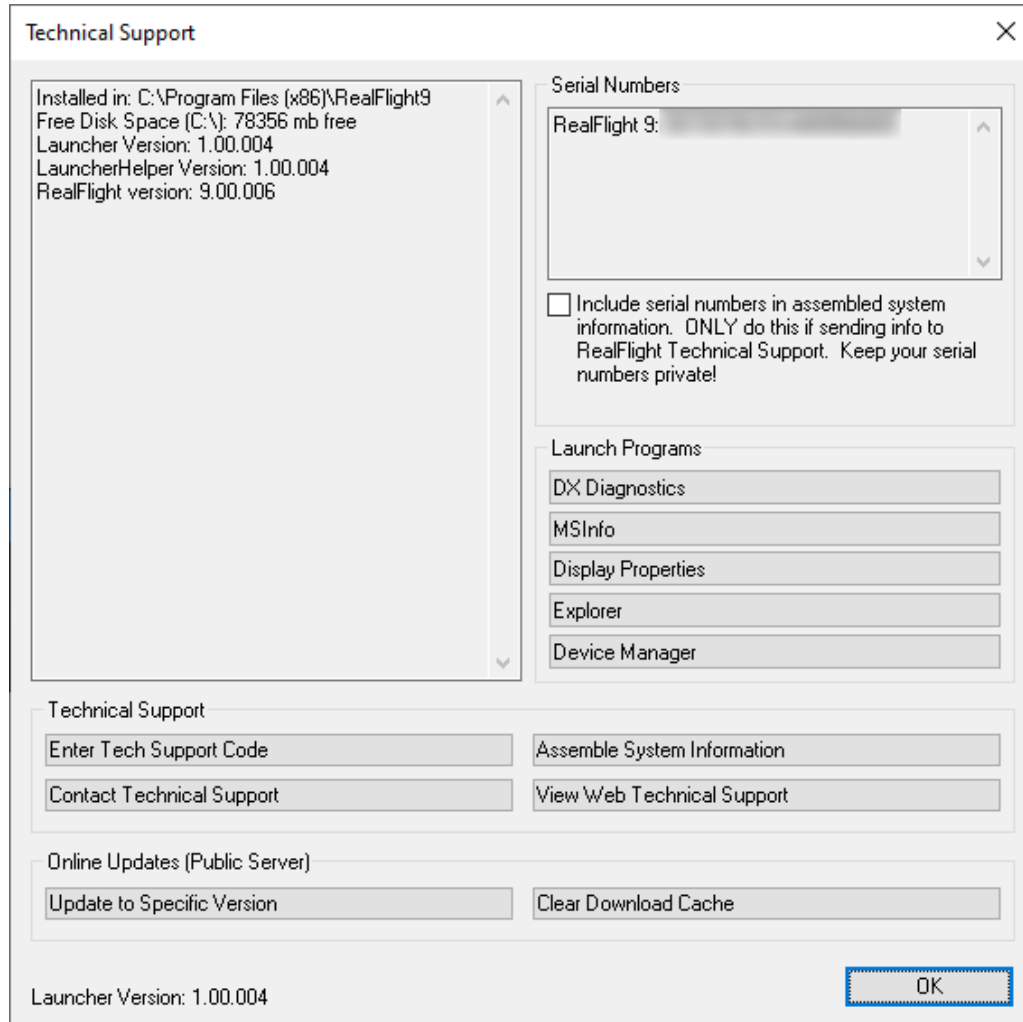 Technical Support
Installed in: C:\Program Files (x86)\RealFlight9
Free Disk Space (C:\): 78356 mb free
Launcher Version: 1.00.004
LauncherHelper Version: 1.00.004
RealFlight version: 9.00.006
Serial Numbers
RealFlight 9:
Include serial numbers in assembled system
information.  ONLY do this if sending info to
RealFlight Technical Support.  Keep your serial
numbers private!
Launch Programs
DX Diagnostics
MSInfo
Display Properties
Explorer
Device Manager
Technical Support
Enter Tech Support Code
Assemble System Information
Contact Technical Support
View Web Technical Support
Online Updates (Public Server)
Update to Specific Version
Clear Download Cache
Launcher Version: 1.00.004
OK